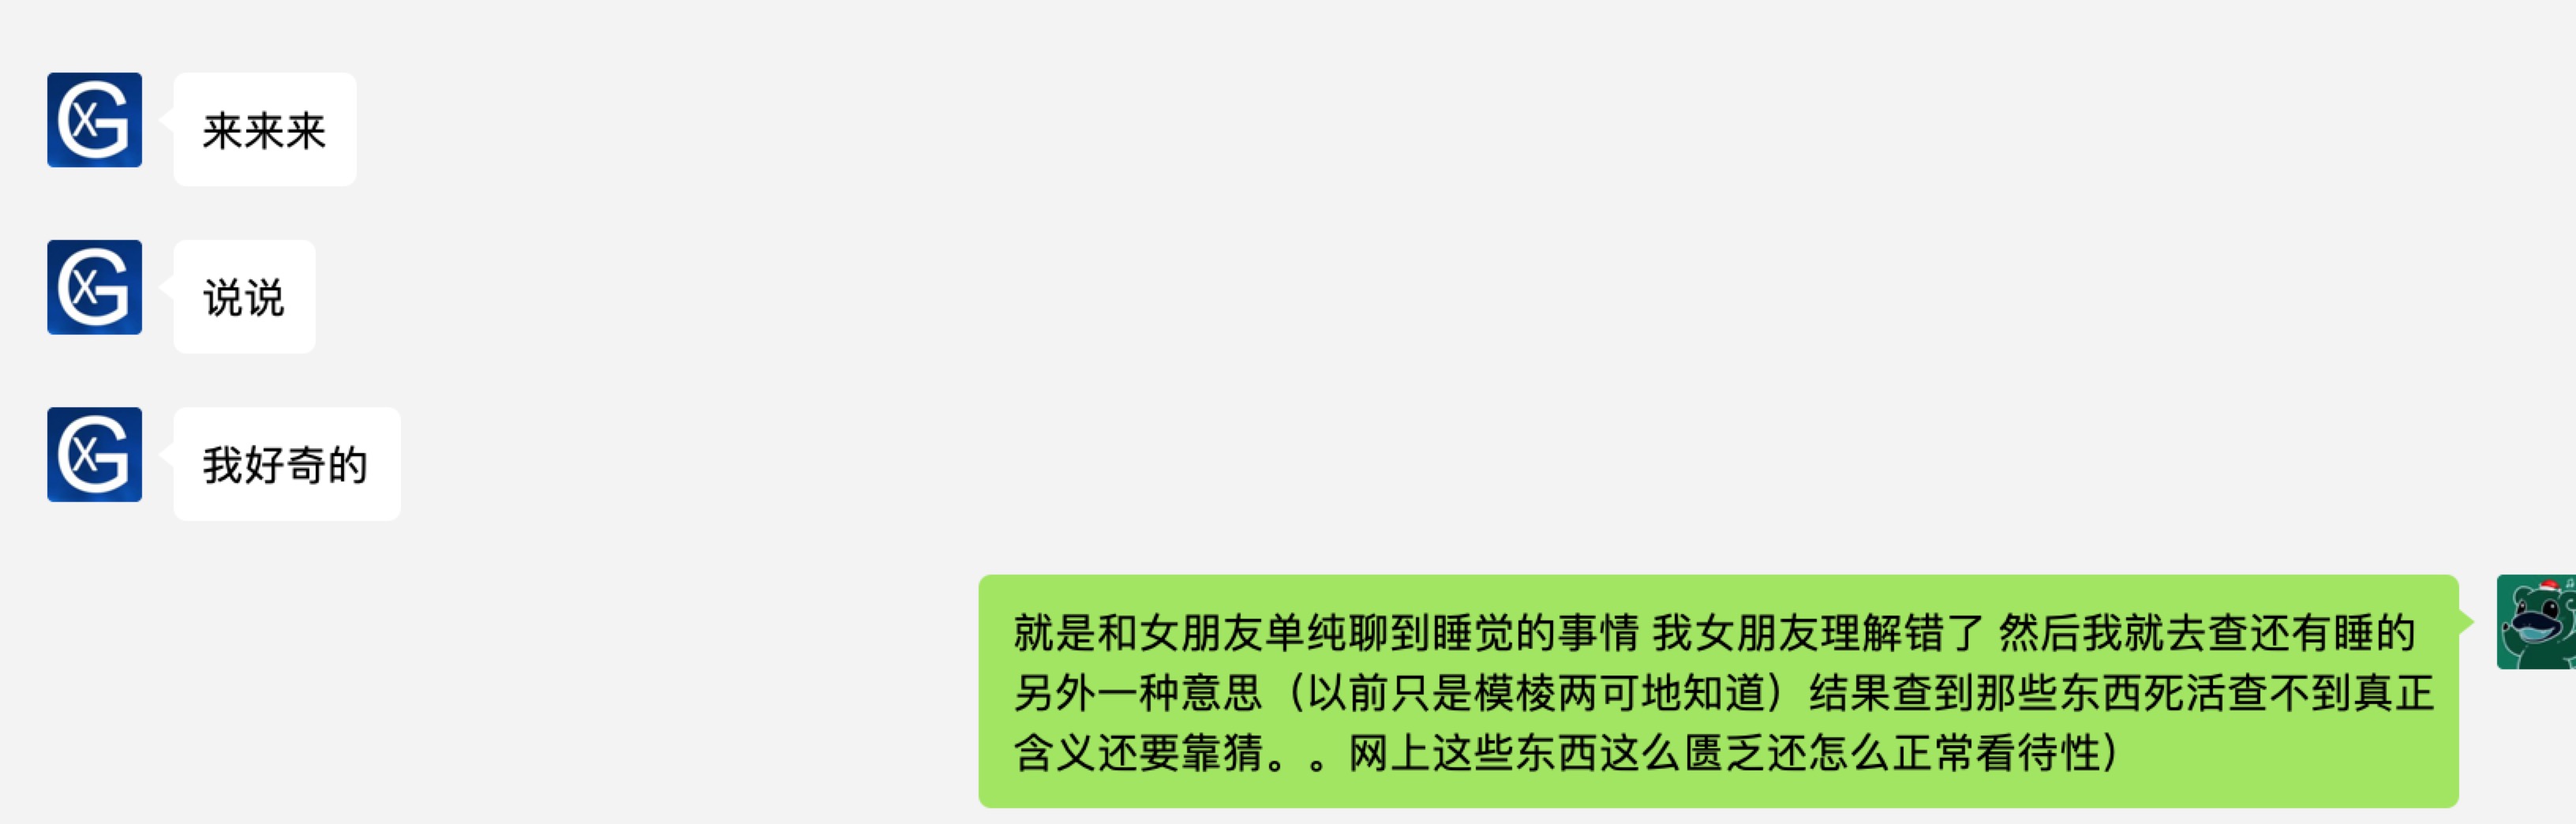 来来来
说说
我好奇的
就是和女朋友单纯聊到睡觉的事情 我女朋友理解错了 然后我就去查还有睡的
另外一种意思（以前只是模棱两可地知道）结果查到那些东西死活查不到真正
含义还要靠猜。。网上这些东西这么匮乏还怎么正常看待性）